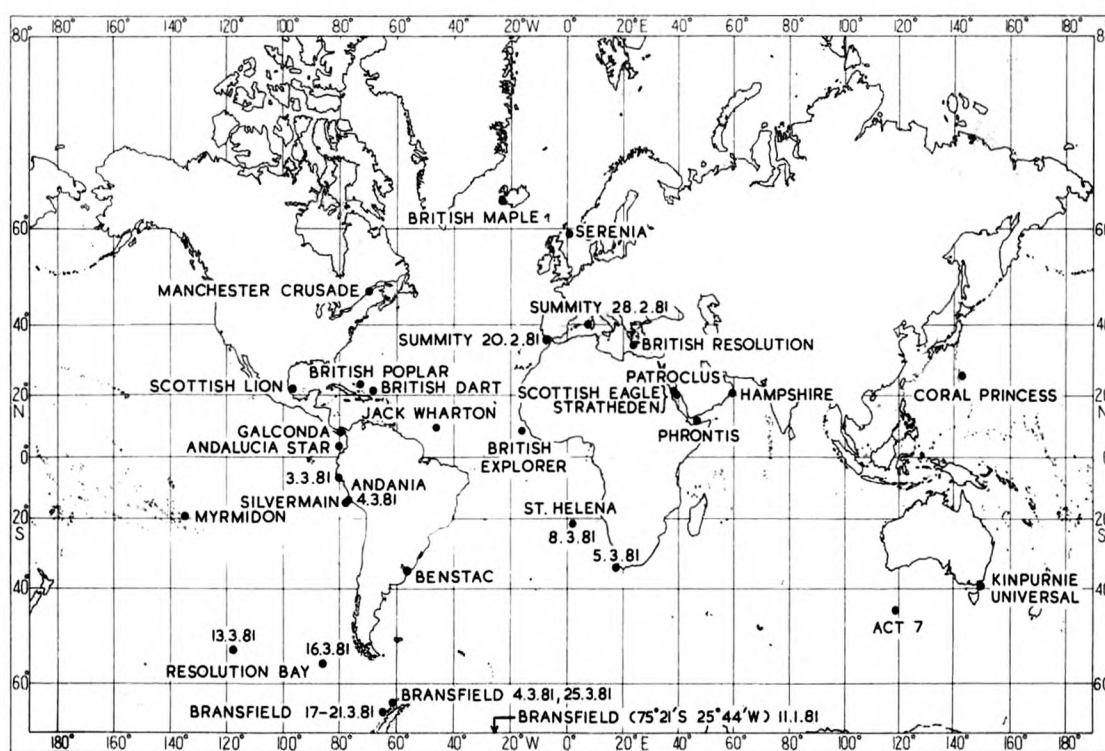 180° 160° 140° 120° 100° 80° 60° 40° 20°W 0° 20°E 40° 60° 80° 100° 120° 140° 160° 180°
80°
BRITISH MAPLE
SERENIA
60° 60°
MANCHESTER CRUSADE
SUMMITY 28.2.81
40° 40°
SUMMITY 20.2.81
BRITISH RESOLUTION
BRITISH POPLAR
PATROCLUS
SCOTTISH LION
BRITISH DART
SCOTTISH EAGLE
HAMPSHIRE
CORAL PRINCESS
20° 20°
N N
JACK WHARTON
STRATHEDEN
PHRONTIS
GALCONDA
ANDALUCIA STAR
BRITISH
EXPLORER
0° 0°
3.3.81
ANDANIA
SILVERMAIN
4.3.81
ST. HELENA
MYRMIDON
20° 20°
S S
8.3.81
5.3.81
BENSTAC
KINPURNIE
UNIVERSAL
40° 40°
ACT 7
13.3.81
16.3.81
RESOLUTION BAY
60° 60°
BRANSFIELD 4.3.81, 25.3.81
BRANSFIELD 17-21.3.81
BRANSFIELD (75°21'S 25°44'W) 11.1.81
180° 160° 140° 120° 100° 80° 60° 40° 20°W 0° 20°E 40° 60° 80° 100° 120° 140° 160° 180°